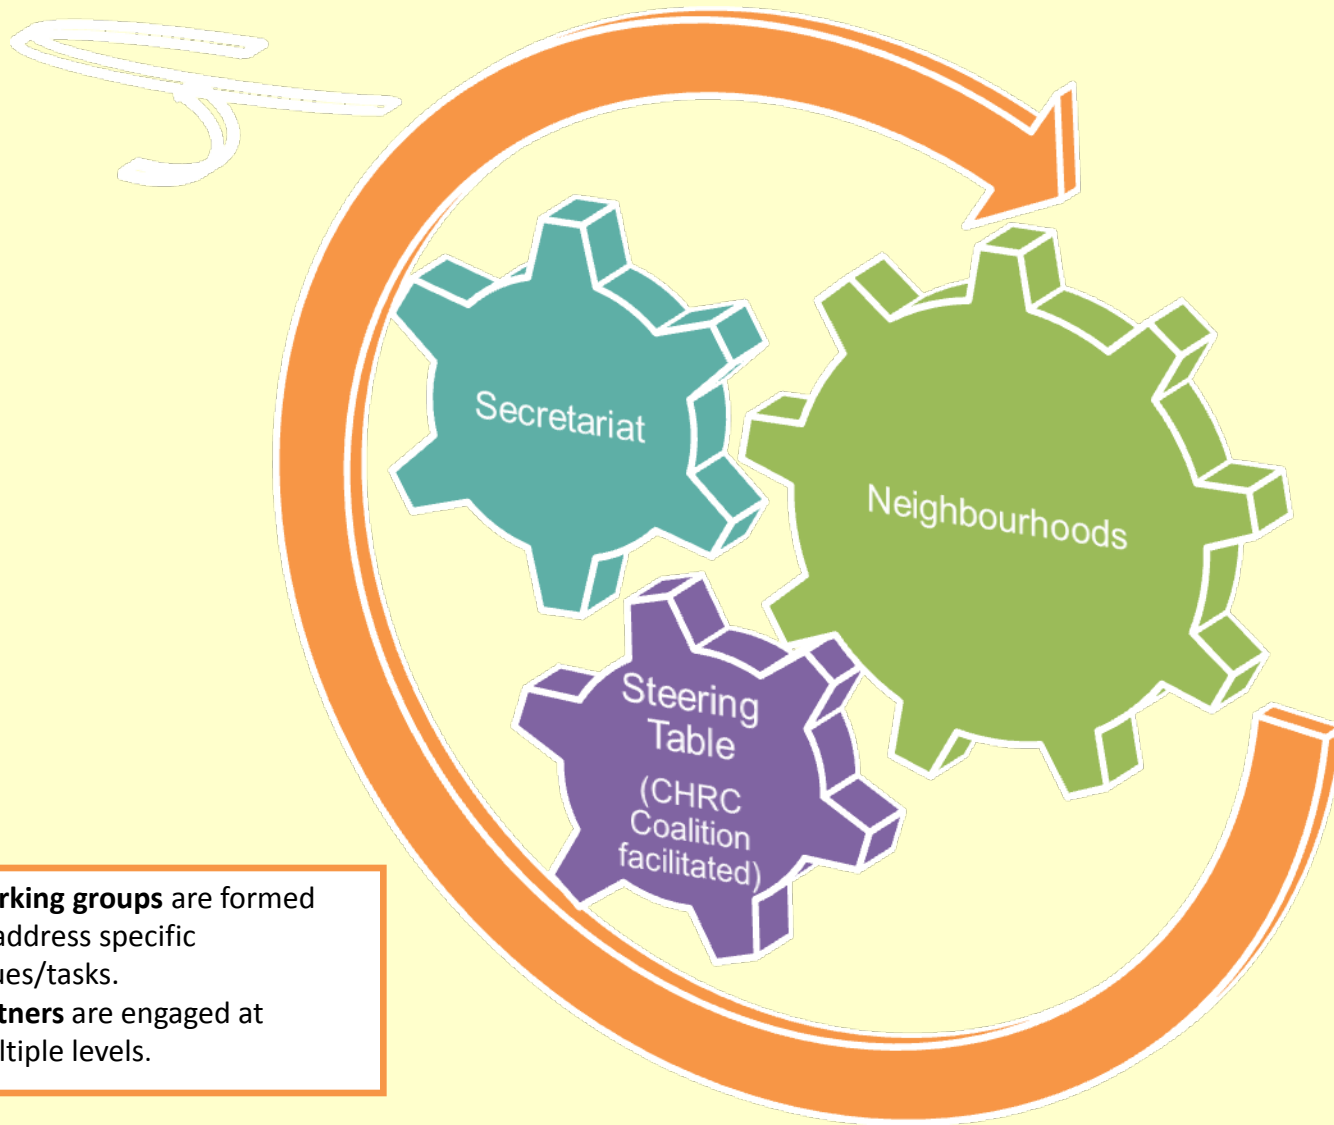 Secretariat
Neighbourhoods
Steering
Table
(CHRC
Coalition
facilitated)
rking groups are formed
address specific
ues/tasks.
tners are engaged at
ltiple levels.